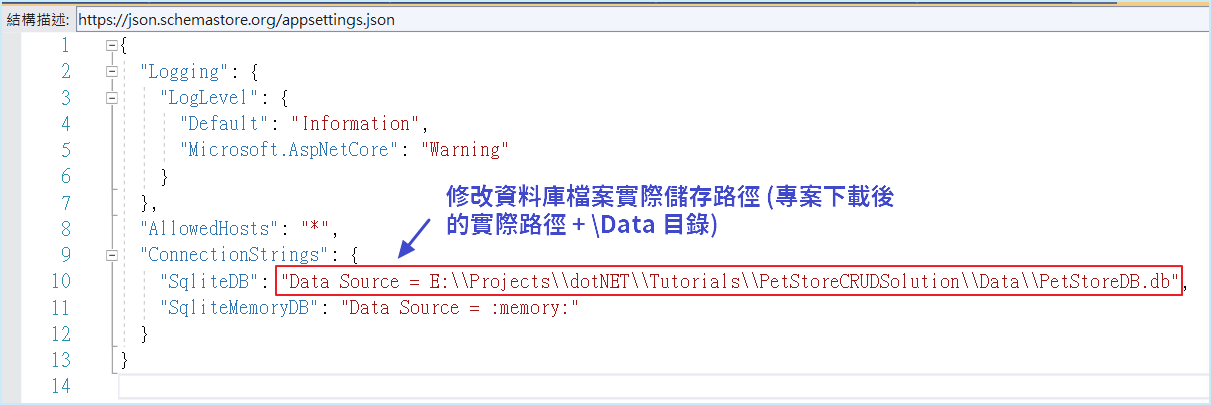 結構描述: https://json.schemastore.org/appsettings.json
1 {
2 "Logging": {
3 "LogLevel": {
4 "Default": "Information",
5 "Microsoft.AspNetCore": "Warning"
6 }
7 },
修改資料庫檔案實際儲存路徑 (專案下載後
的實際路徑 + \Data 目錄)
8 "AllowedHosts": "*",
9 "ConnectionStrings": {
10 "SqliteDB": "Data Source = E:\\Projects\\dotNET\\Tutorials\\PetStoreCRUDSolution\\Data\\PetStoreDB.db",
11 "SqliteMemoryDB": "Data Source = :memory:"
12 }
13 }
14